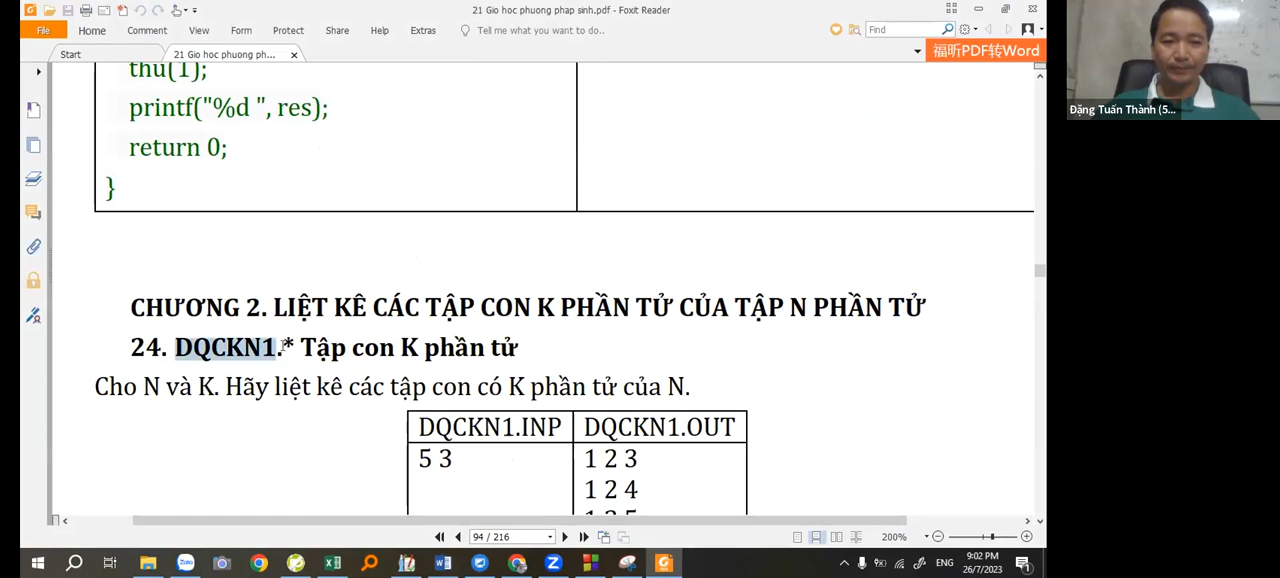 21 Gio hoc phuong phap sinh.pdf - Foxit Reader
File Home Comment View Form Protect Share Help Extras Tell me what you want to do.. Find
Start 21 Gio hoc phuong ph...
福昕PDF转Word
thu(1);
printf("%d ", res);
return 0;
}
Đặng Tuấn Thành (5...
CHƯƠNG 2. LIỆT KÊ CÁC TẬP CON K PHẦN TỬ CỦA TẬP N PHẦN TỬ
24. DQCKN1.* Tập con K phần tử
Cho N và K. Hãy liệt kê các tập con có K phần tử của N.
DQCKN1.INP DQCKN1.OUT
5 3 1 2 3
1 2 4
94 / 216
200%
Zalo
ENG
9:02 PM
26/7/2023